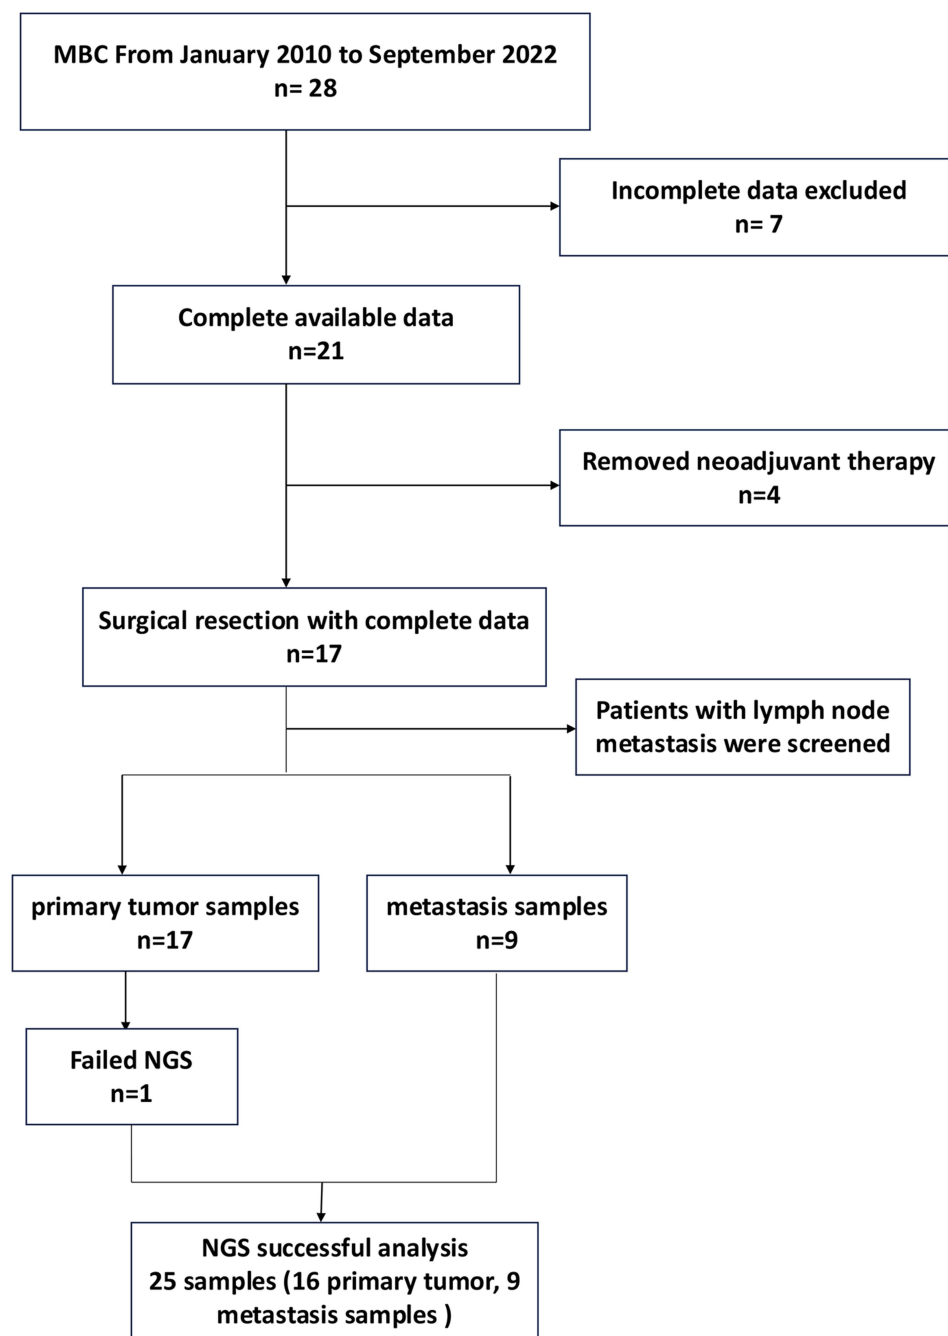 MBC From January 2010 to September 2022
n= 28
Incomplete data excluded
n= 7
Complete available data
n=21
Removed neoadjuvant therapy
n=4
Surgical resection with complete data
n=17
Patients with lymph node
metastasis were screened
primary tumor samples
n=17
metastasis samples
n=9
Failed NGS
n=1
NGS successful analysis
25 samples (16 primary tumor, 9
metastasis samples )